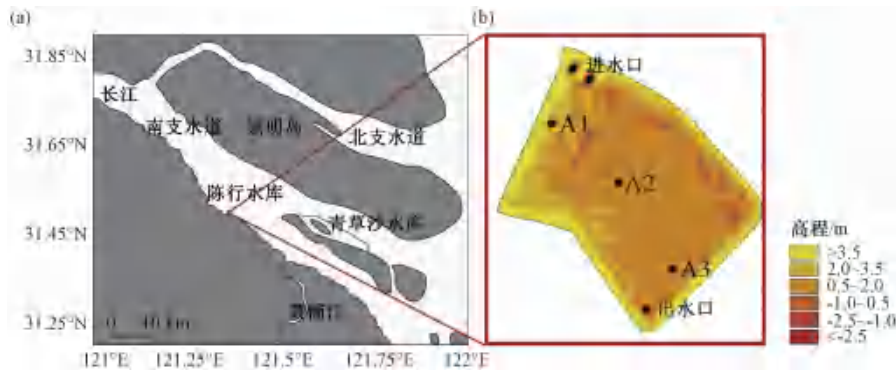 (a)
31.85°N
31.65°N
31.45°N
31.25°N
121°E
121.25°E
121.5°E
121.75°E
122°E
长江
南支水道
崇明岛
北支水道
陈行水库
青草沙水库
黄浦江
0 40 km
(b)
进水口
A1
A2
A3
出水口
高程/m
>3.5
2.0~3.5
0.5~2.0
-1.0~0.5
-2.5~-1.0
≤-2.5